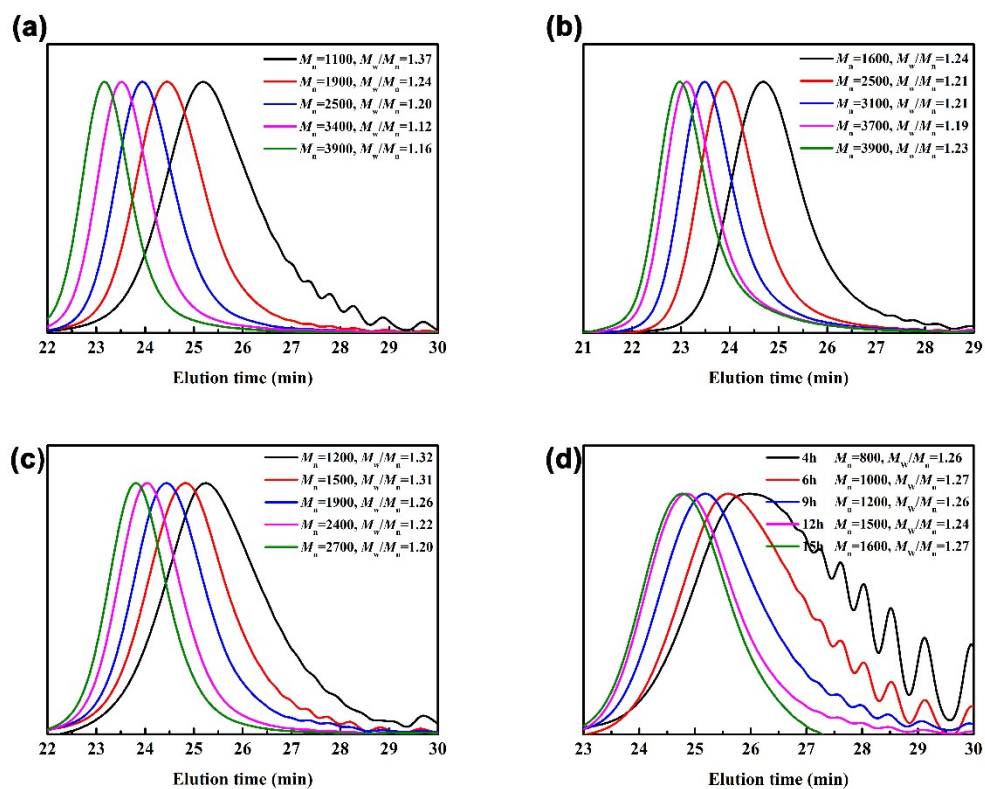 (a)
Mn=1100, Mw/Mn=1.37
Mn=1900, Mw/Mn=1.24
Mn=2500, Mw/Mn=1.20
Mn=3400, Mw/Mn=1.12
Mn=3900, Mw/Mn=1.16
22 23 24 25 26 27 28 29 30
Elution time (min)
(b)
Mn=1600, Mw/Mn=1.24
Mn=2500, Mw/Mn=1.21
Mn=3100, Mw/Mn=1.21
Mn=3700, Mw/Mn=1.19
Mn=3900, Mw/Mn=1.23
21 22 23 24 25 26 27 28 29
Elution time (min)
(c)
Mn=1200, Mw/Mn=1.32
Mn=1500, Mw/Mn=1.31
Mn=1900, Mw/Mn=1.26
Mn=2400, Mw/Mn=1.22
Mn=2700, Mw/Mn=1.20
22 23 24 25 26 27 28 29 30
Elution time (min)
(d)
4h Mn=800, MW/Mn=1.26
6h Mn=1000, MW/Mn=1.27
9h Mn=1200, MW/Mn=1.26
12h Mn=1500, MW/Mn=1.24
15h Mn=1600, MW/Mn=1.27
23 24 25 26 27 28 29 30
Elution time (min)